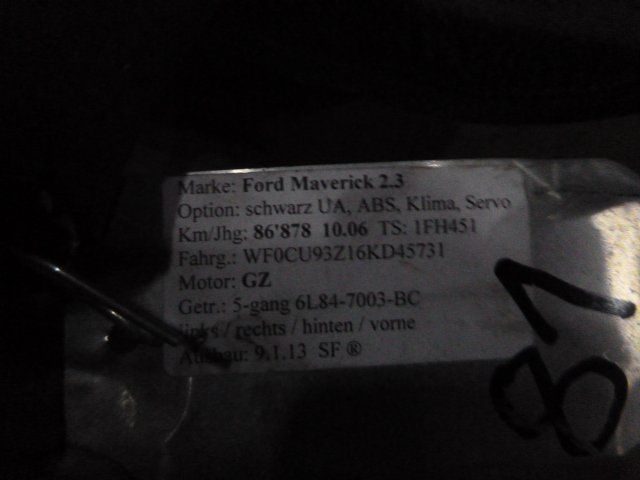 Marke: Ford Maverick 2.3
Option: schwarz UA, ABS, Klima, Servo
Km/Jhg: 86'878 10.06 TS: 1FH451
Fahrg.: WF0CU93Z16KD45731
Motor: GZ
Getr.: 5-gang 6L84-7003-BC
links / rechts / hinten / vorne
Ausbau: 9.1.13 SF ®
87